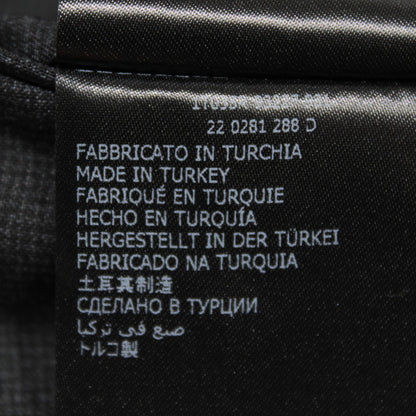 22 0281 288 D
FABBRICATO IN TURCHIA
MADE IN TURKEY
FABRIQUÉ EN TURQUIE
HECHO EN TURQUÍA
HERGESTELLT IN DER TÜRKEI
FABRICADO NA TURQUIA
土耳其制造
СДЕЛАНО В ТУРЦИИ
صنع في تركيا
トルコ製